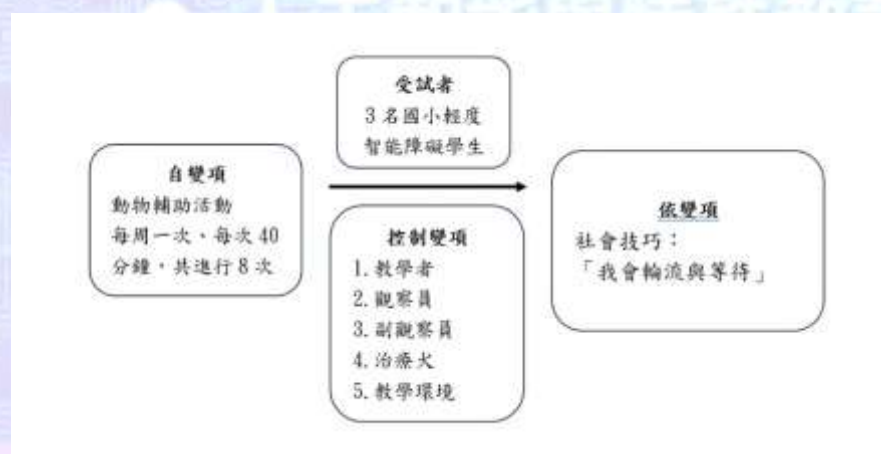 受試者
3 名國小輕度
智能障礙學生
自變項
動物輔助活動
每周一次、每次 40
分鐘,共進行 8 次
控制變項
1. 教學者
2. 觀察員
3. 副觀察員
4. 治療犬
5. 教學環境
依變項
社會技巧:
「我會輪流與等待」